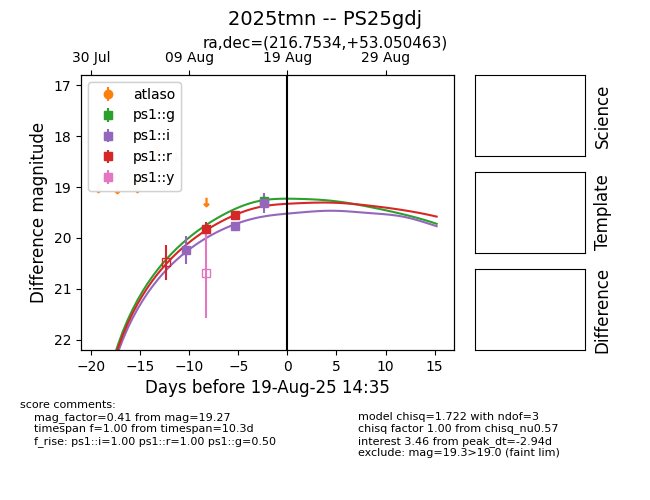 2025tmn -- PS25gdj
ra,dec=(216.7534,+53.050463)
30 Jul 09 Aug 19 Aug 29 Aug
17
18
19
20
21
22
Difference magnitude
atlaso
ps1::g
ps1::i
ps1::r
ps1::y
−20 −15 −10 −5 0 5 10 15
Days before 19-Aug-25 14:35
Science
Template
Difference
score comments:
mag_factor=0.41 from mag=19.27
timespan f=1.00 from timespan=10.3d
f_rise: ps1::i=1.00 ps1::r=1.00 ps1::g=0.50
model chisq=1.722 with ndof=3
chisq factor 1.00 from chisq_nu0.57
interest 3.46 from peak_dt=-2.94d
exclude: mag=19.3>19.0 (faint lim)